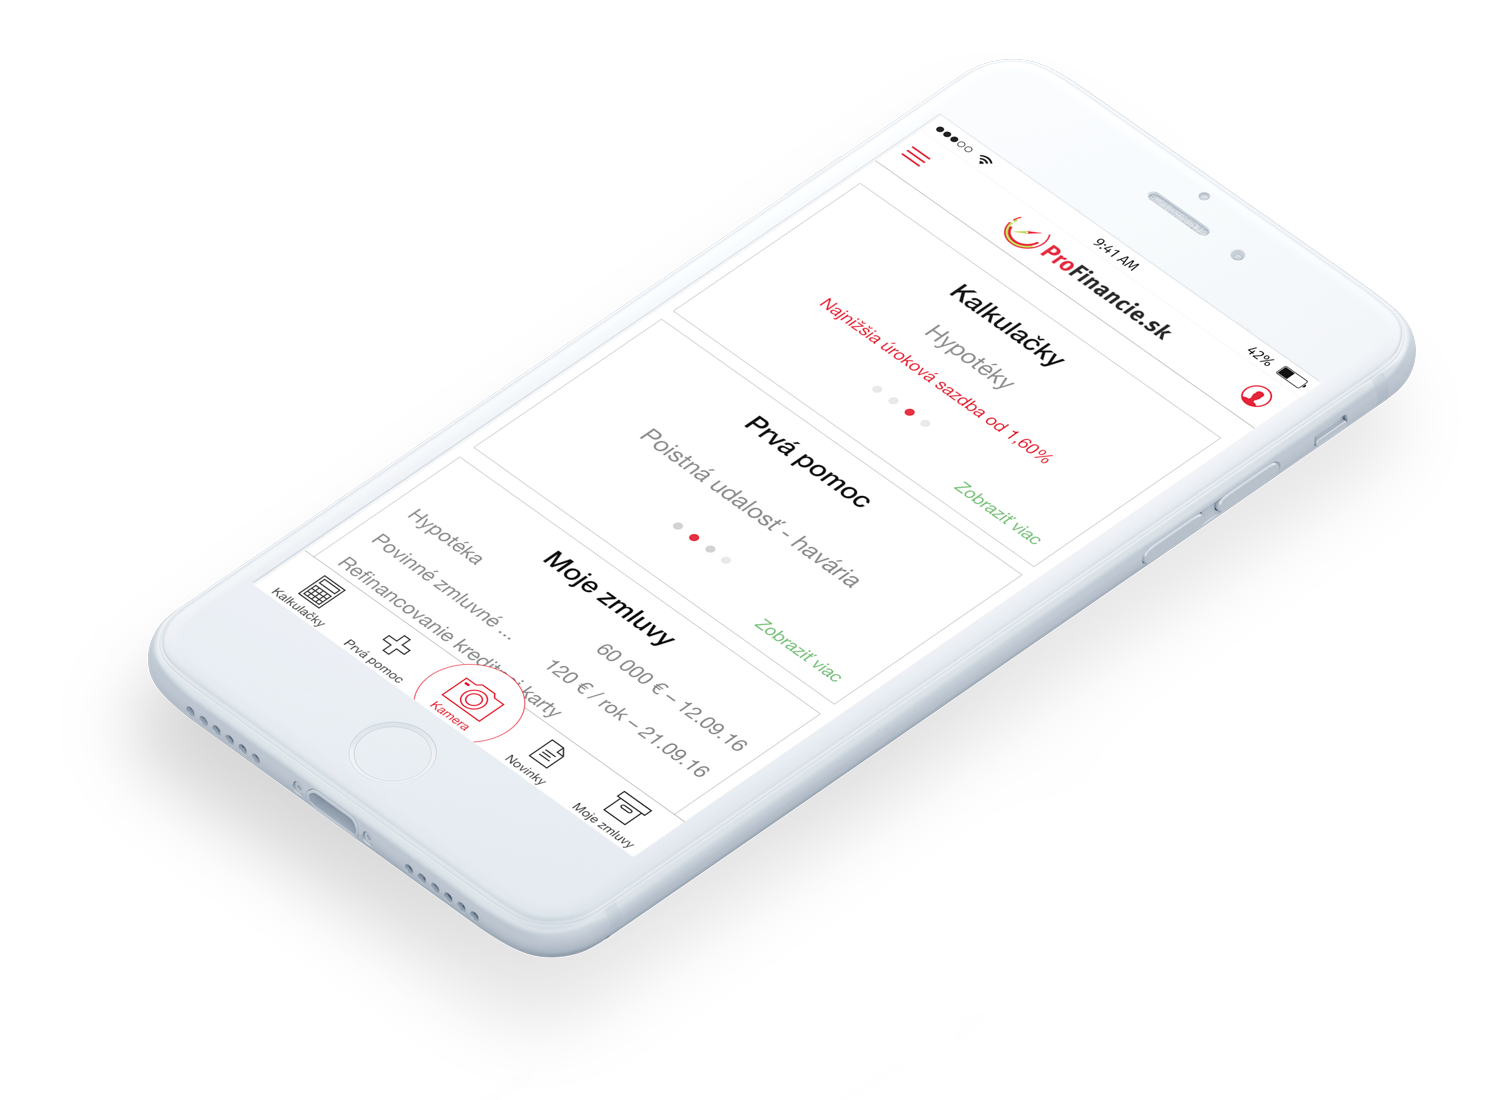 9:41 AM
42%
ProFinancie.sk
Kalkulačky
Hypotéky
Najnižšia úroková sazdba od 1,60%
Zobraziť viac
Prvá pomoc
Poistná udalosť - havária
Zobraziť viac
Moje zmluvy
Hypotéka
60 000 € – 12.09.16
Povinné zmluvné ...
120 € / rok – 21.09.16
Refinancovanie karty
Kalkulačky
Prvá pomoc
Kamera
Novinky
Moje zmluvy